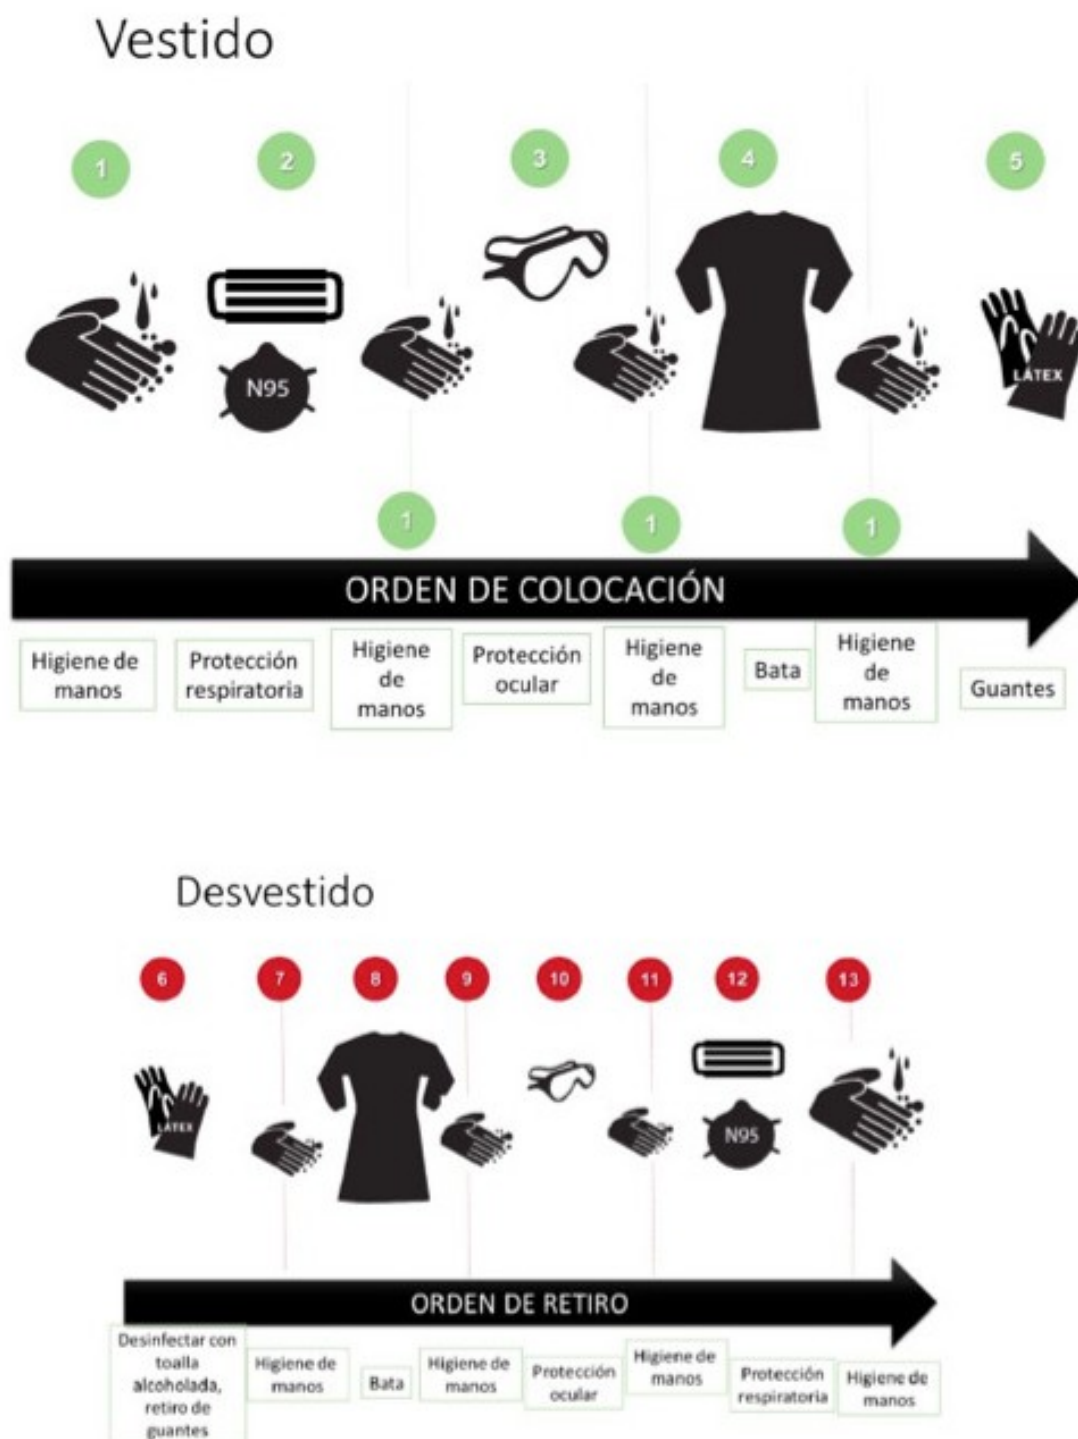 Vestido
1
2
3
4
5
N95
LATEX
1
1
1
ORDEN DE COLOCACIÓN
Higiene de
manos
Protección
respiratoria
Higiene
de
manos
Protección
ocular
Higiene
de
manos
Bata
Higiene
de
manos
Guantes
Desvestido
6
7
8
9
10
11
12
13
LATEX
N95
ORDEN DE RETIRO
Desinfectar con
toalla
alcoholada,
retiro de
guantes
Higiene de
manos
Bata
Higiene de
manos
Protección
ocular
Higiene de
manos
Protección
respiratoria
Higiene de
manos